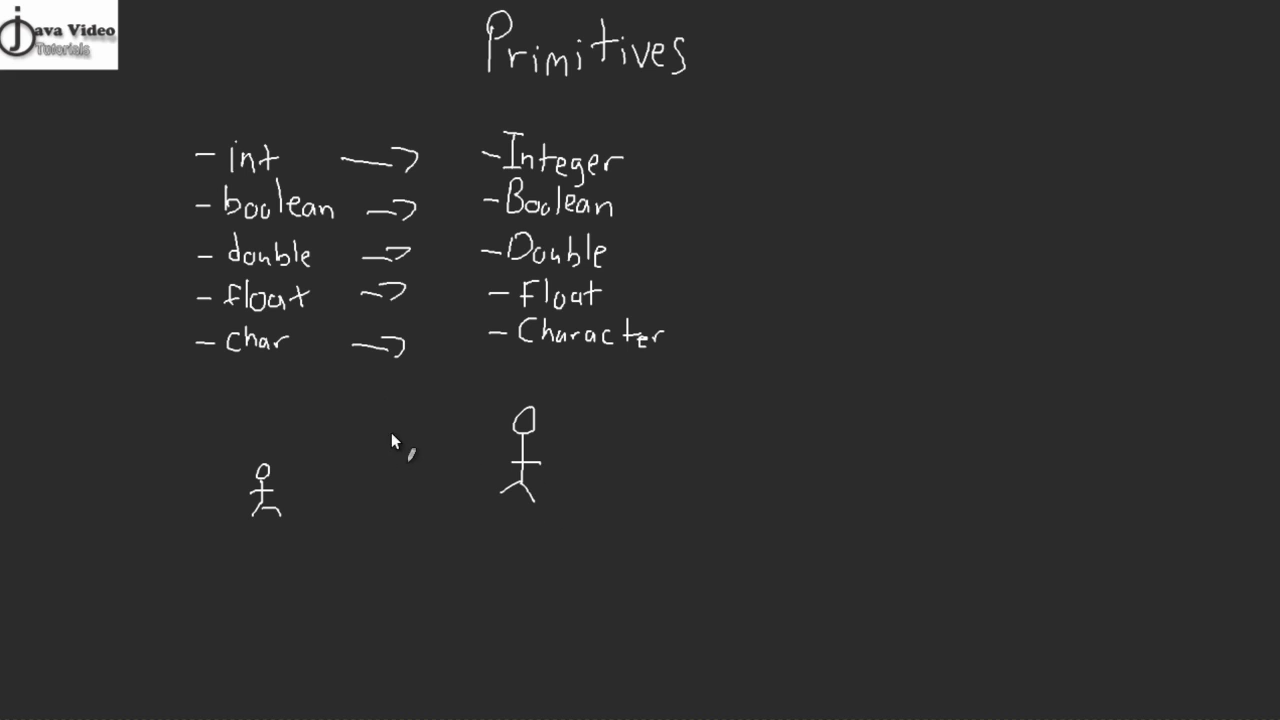 java Video
Tutorials
Primitives
- int → - Integer
- boolean → - Boolean
- double → - Double
- float → - Float
- char → - Character